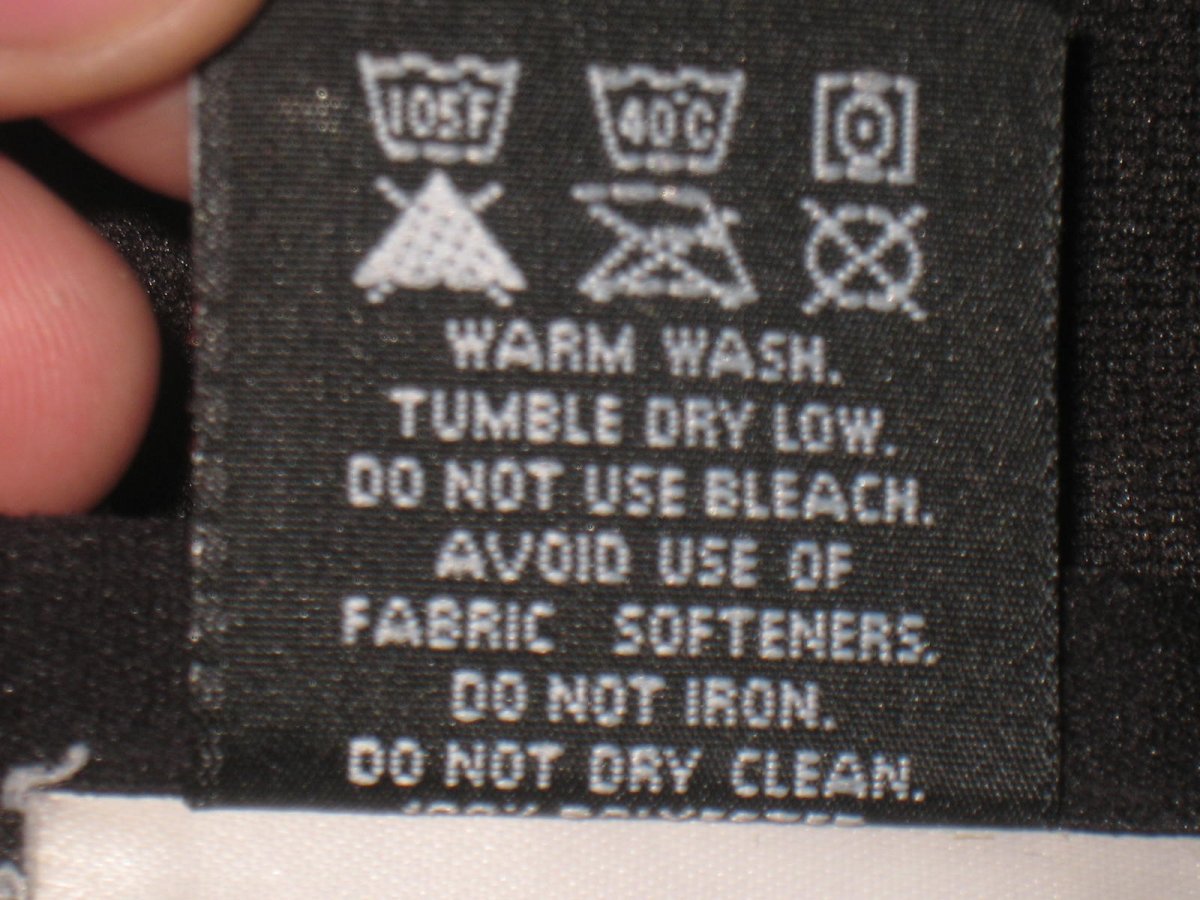 105°F 40°C
WARM WASH.
TUMBLE DRY LOW.
DO NOT USE BLEACH.
AVOID USE OF
FABRIC SOFTENERS.
DO NOT IRON.
DO NOT DRY CLEAN.